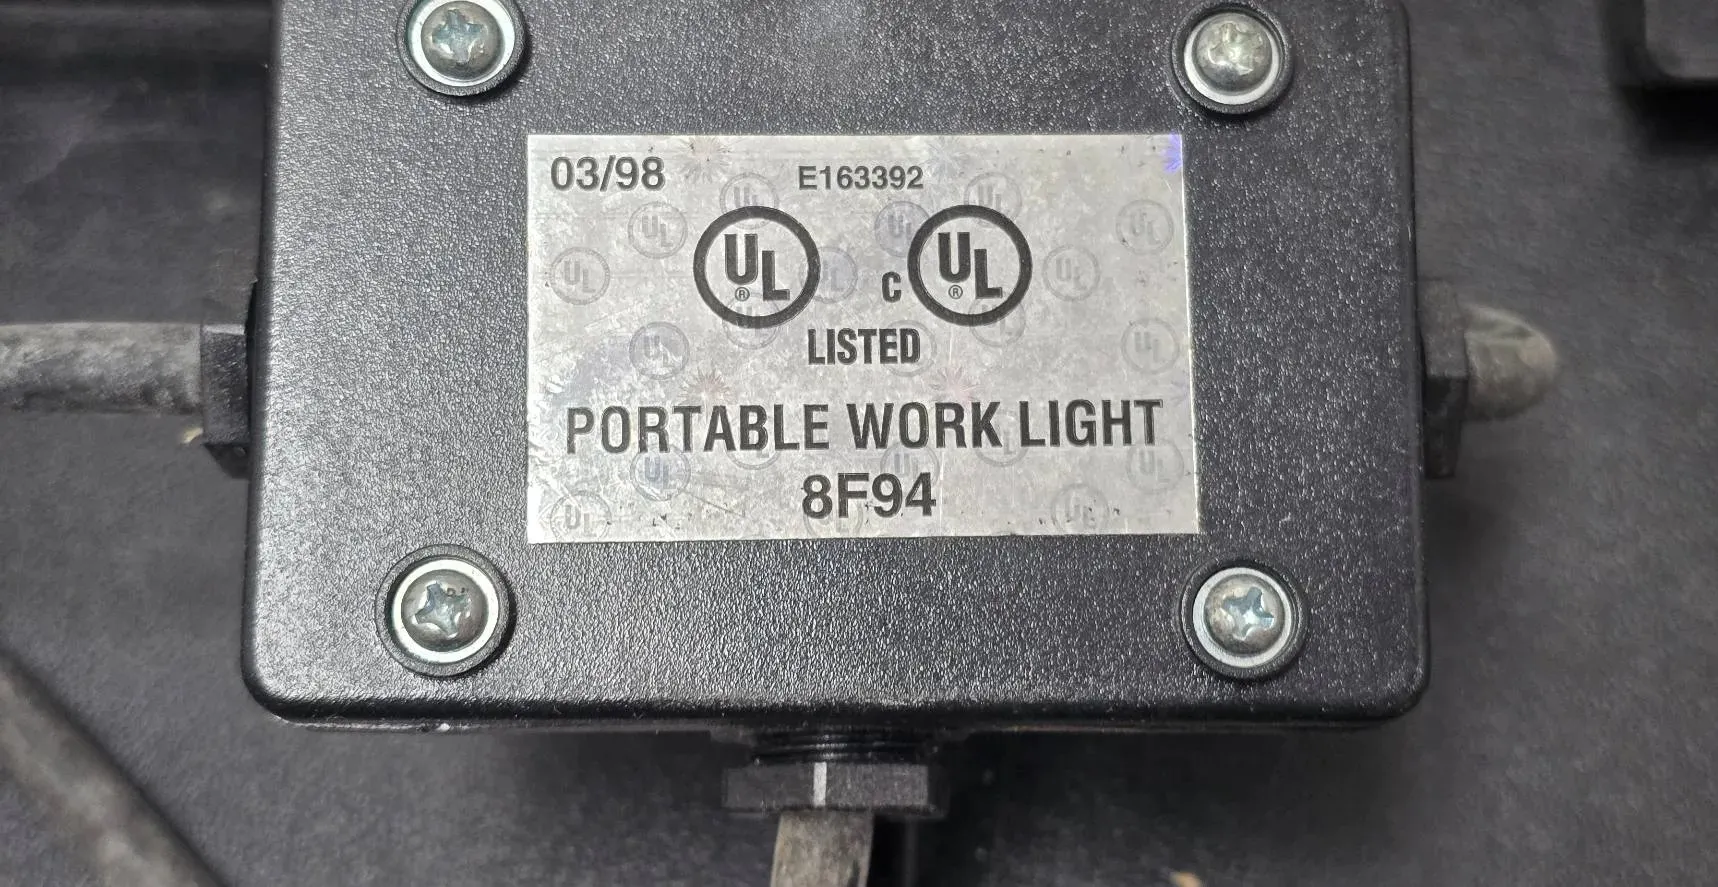 03/98 E163392
UL® C UL®
LISTED
PORTABLE WORK LIGHT
8F94